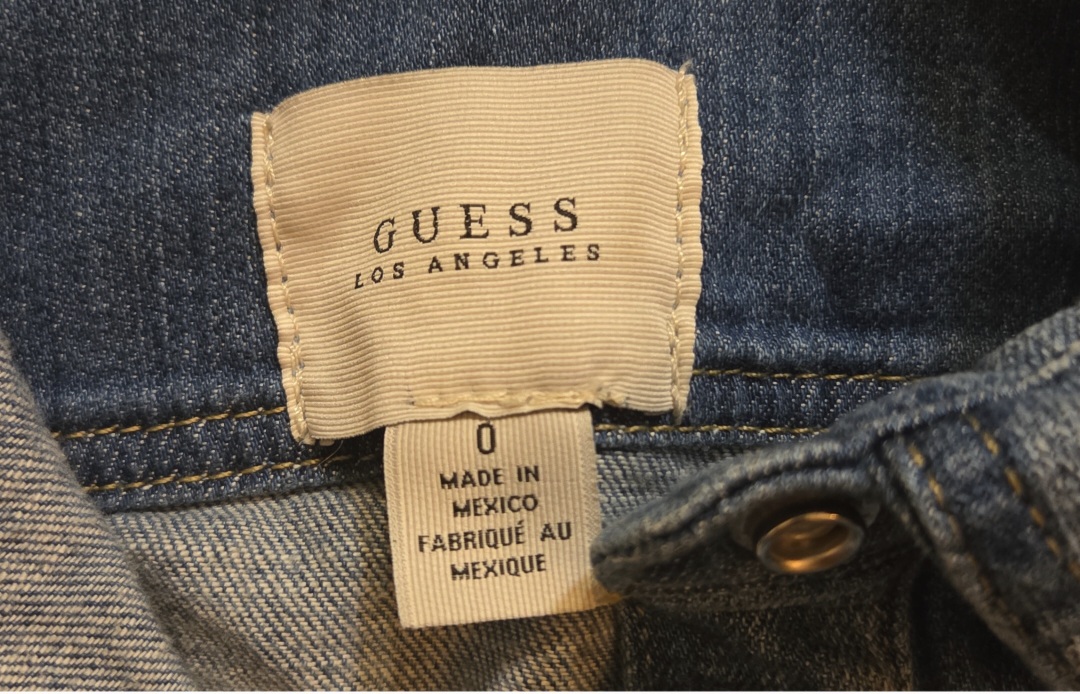 GUESS
LOS ANGELES
0
MADE IN
MEXICO
FABRIQUÉ AU
MEXIQUE